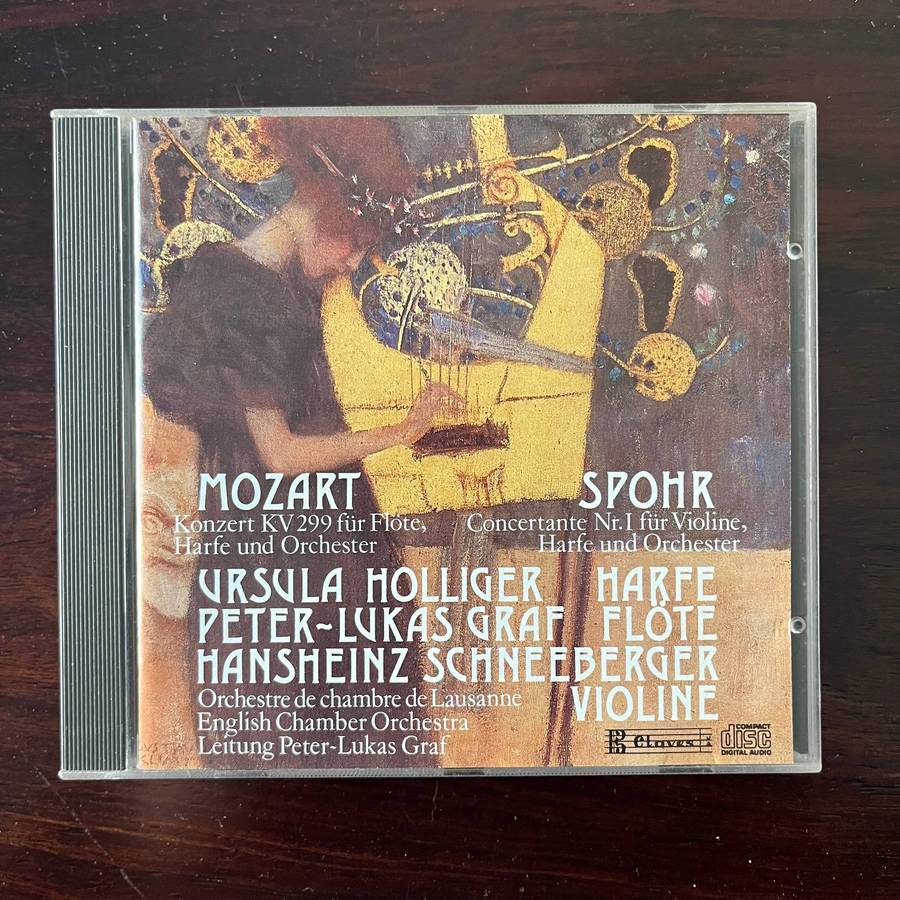 MOZART
Konzert KV 299 für Flöte,
Harfe und Orchester
SPOHR
Concertante Nr. 1 für Violine,
Harfe und Orchester
URSULA HOLLIGER HARFE
PETER-LUKAS GRAF FLÖTE
HANSHEINZ SCHNEEBERGER
VIOLINE
Orchestre de chambre de Lausanne
English Chamber Orchestra
Leitung Peter-Lukas Graf
Claves
COMPACT
disc
DIGITAL AUDIO